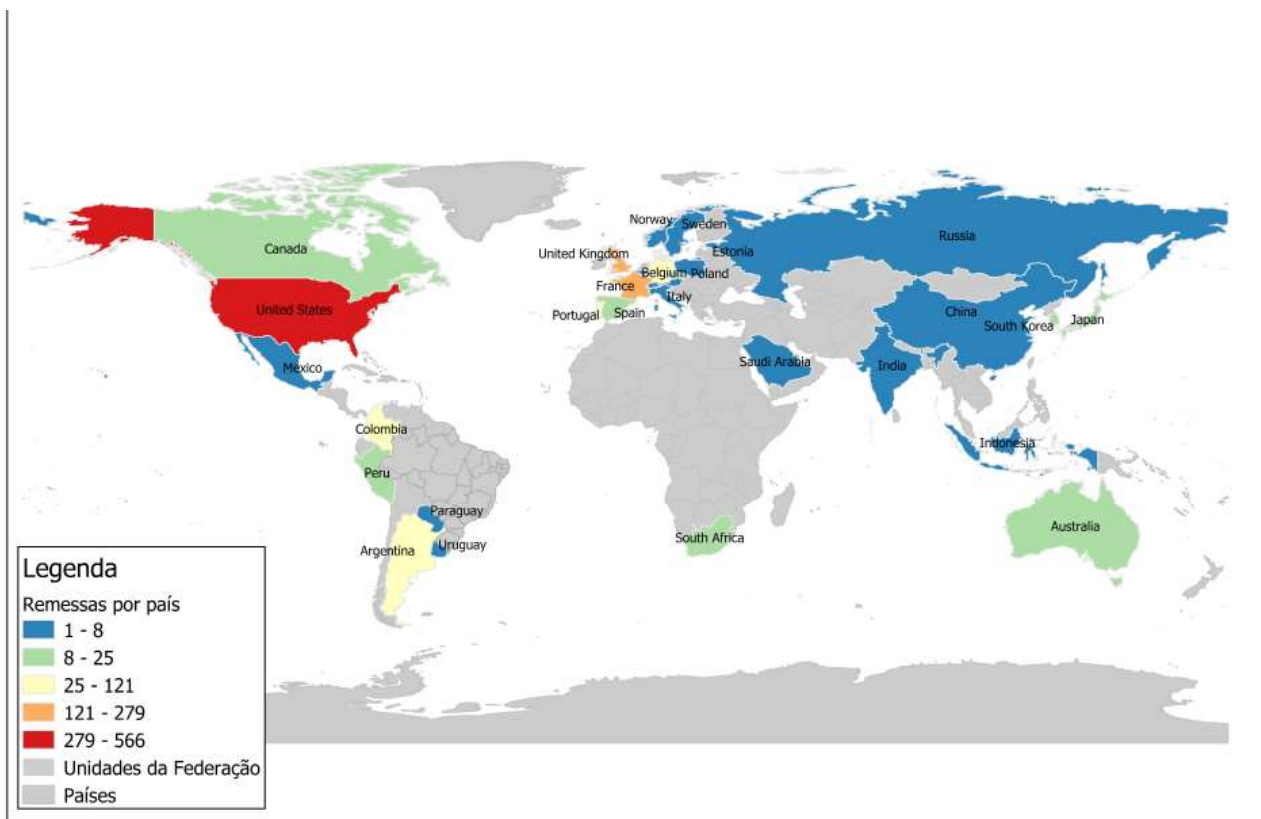 Norway
Sweden
Canada
Russia
United Kingdom
Estonia
Belgium
Poland
France
Italy
United States
Portugal
Spain
China
South Korea
Japan
Saudi Arabia
India
México
Colombia
Indonesia
Peru
Paraguay
Australia
South Africa
Argentina
Uruguay
Legenda
Remessas por país
1 - 8
8 - 25
25 - 121
121 - 279
279 - 566
Unidades da Federação
Países